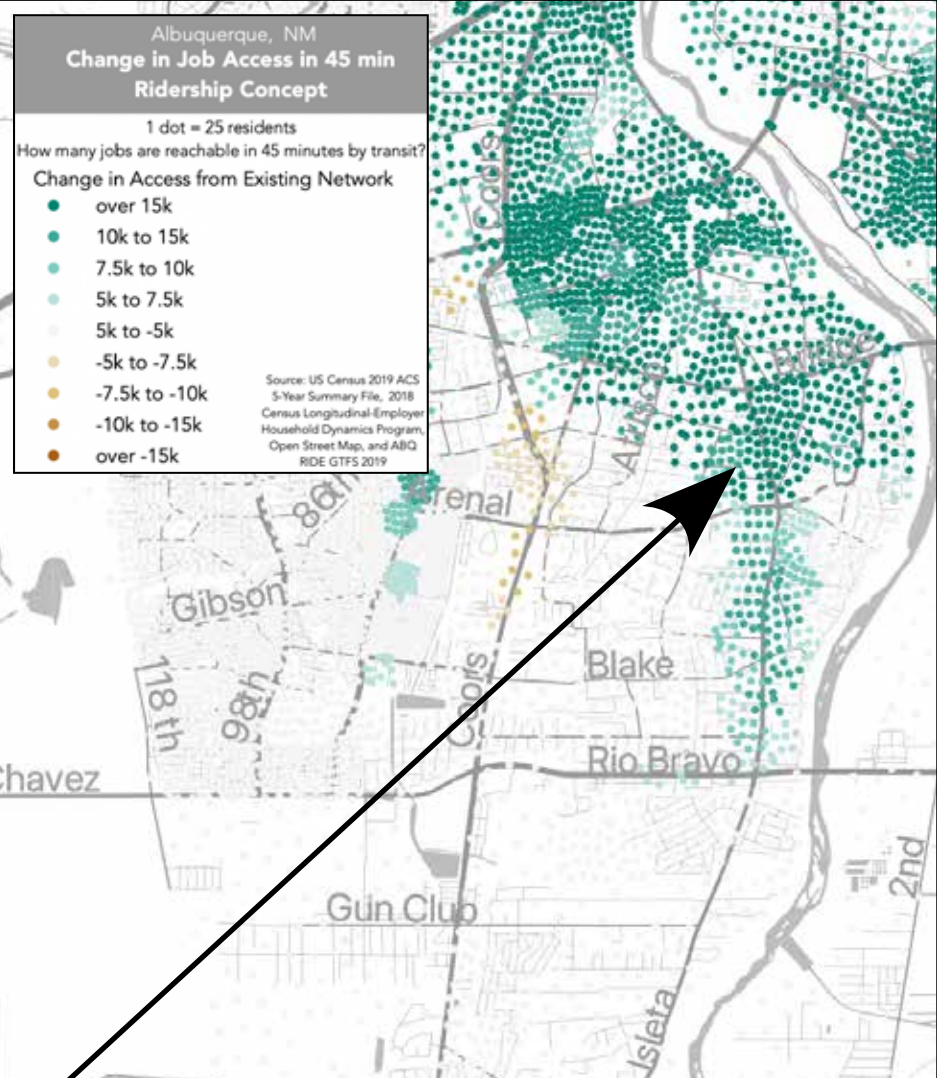 Albuquerque, NM
Change in Job Access in 45 min
Ridership Concept
1 dot = 25 residents
How many jobs are reachable in 45 minutes by transit?
Change in Access from Existing Network
over 15k
10k to 15k
7.5k to 10k
5k to 7.5k
5k to -5k
-5k to -7.5k
-7.5k to -10k
-10k to -15k
over -15k
Source: US Census 2019 ACS
5-Year Summary File, 2018
Census Longitudinal-Employer
Household Dynamics Program,
Open Street Map, and ABQ
RIDE GTFS 2019
Coors
Bridge
Atrisco
86th
Arenal
Gibson
118 th
98th
Coors
Blake
Rio Bravo
Chavez
2nd
Gun Club
Isleta